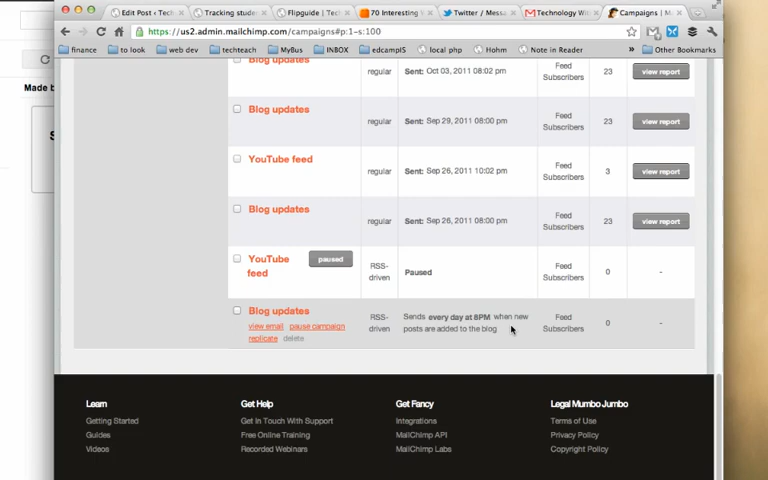 Edit Post ‹ Tech
Tracking stude
Flipguide | Tec
70 Interesting
Twitter / Messa
Technology Wit
Campaigns | M
https://us2.admin.mailchimp.com/campaigns#p:1-s:100
finance to look web dev techteach MyBus INBOX edcampIS local php Hohm Note in Reader » Other Bookmarks
Made b
Blog updates regular Sent: Oct 03, 2011 08:02 pm Feed Subscribers 23 view report
Blog updates regular Sent: Sep 29, 2011 08:00 pm Feed Subscribers 23 view report
YouTube feed regular Sent: Sep 26, 2011 10:02 pm Feed Subscribers 3 view report
Blog updates regular Sent: Sep 26, 2011 08:00 pm Feed Subscribers 23 view report
YouTube feed paused RSS-driven Paused Feed Subscribers 0 -
Blog updates RSS-driven Sends every day at 8PM when new posts are added to the blog Feed Subscribers 0 -
view email pause campaign
replicate delete
Learn Get Help Get Fancy Legal Mumbo Jumbo
Getting Started Get In Touch With Support Integrations Terms of Use
Guides Free Online Training MailChimp API Privacy Policy
Videos Recorded Webinars MailChimp Labs Copyright Policy